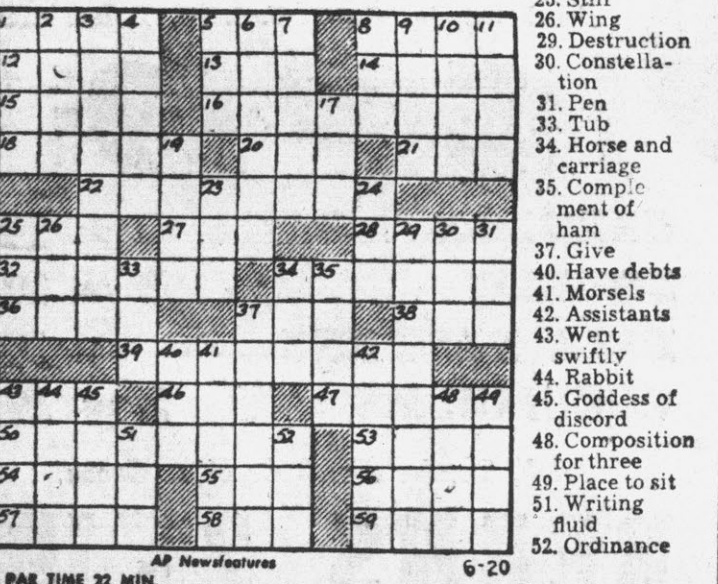 1 2 3 4 5 6 7 8 9 10 11
12 13 14
15 16 17
18 19 20 21
22 23 24
25 26 27 28 29 30 31
32 33 34 35
36 37 38
39 40 41 42
43 44 45 46 47 48 49
50 51 52 53
54 55 56
57 58 59
PAR TIME 22 MIN.
AP Newsfeatures
6-20
26. Wing
29. Destruction
30. Constella-
tion
31. Pen
33. Tub
34. Horse and
carriage
35. Comple
ment of
ham
37. Give
40. Have debts
41. Morsels
42. Assistants
43. Went
swiftly
44. Rabbit
45. Goddess of
discord
48. Composition
for three
49. Place to sit
51. Writing
fluid
52. Ordinance